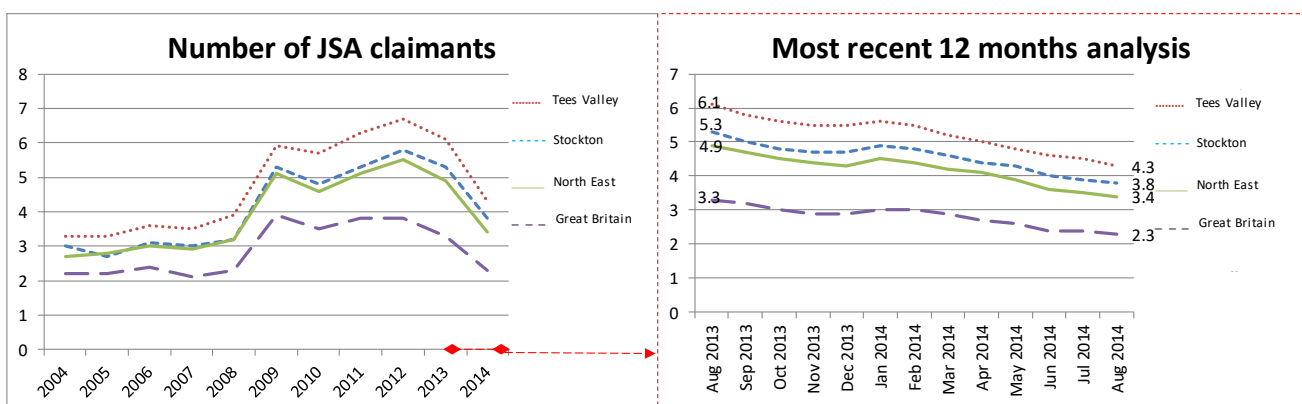 Number of JSA claimants
8
7
6
5
4
3
2
1
0
2004
2005
2006
2007
2008
2009
2010
2011
2012
2013
2014
Tees Valley
Stockton
North East
Great Britain
Most recent 12 months analysis
7
6
5
4
3
2
1
0
6.1
5.3
4.9
3.3
4.3
3.8
3.4
2.3
Aug 2013
Sep 2013
Oct 2013
Nov 2013
Dec 2013
Jan 2014
Feb 2014
Mar 2014
Apr 2014
May 2014
Jun 2014
Jul 2014
Aug 2014
Tees Valley
Stockton
North East
Great Britain